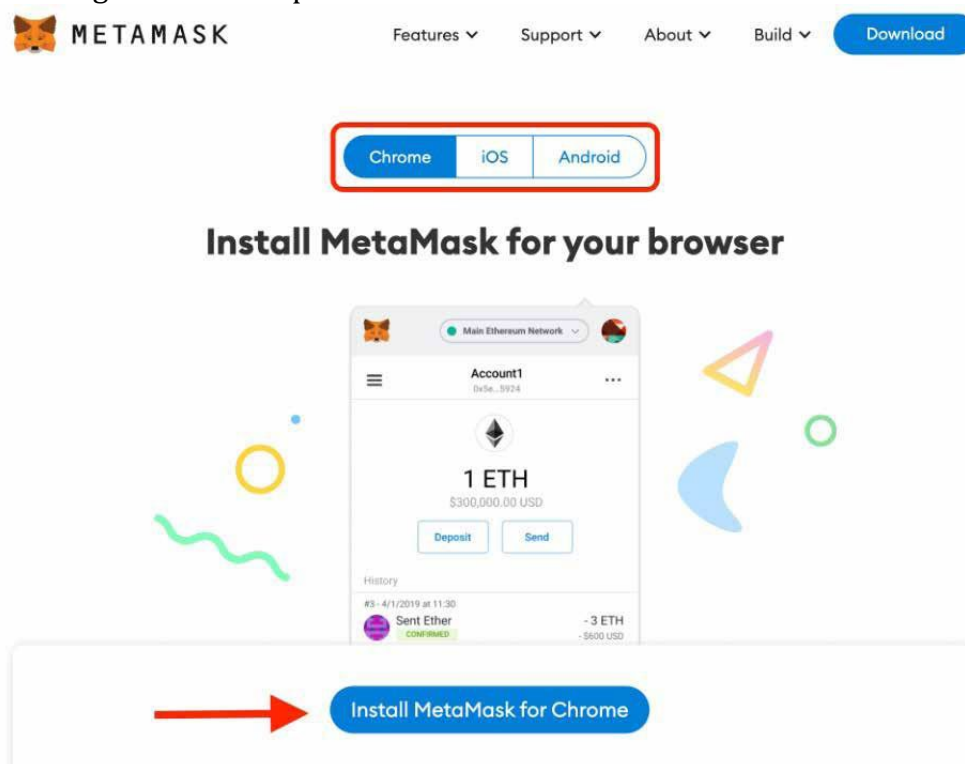 METAMASK
Features Support About Build Download
Chrome iOS Android
Install MetaMask for your browser
Main Ethereum Network
Account1
0x5e...5924
1 ETH
$300,000.00 USD
Deposit Send
History
#3 - 4/1/2019 at 11:30
Sent Ether - 3 ETH
CONFIRMED - $600 USD
Install MetaMask for Chrome